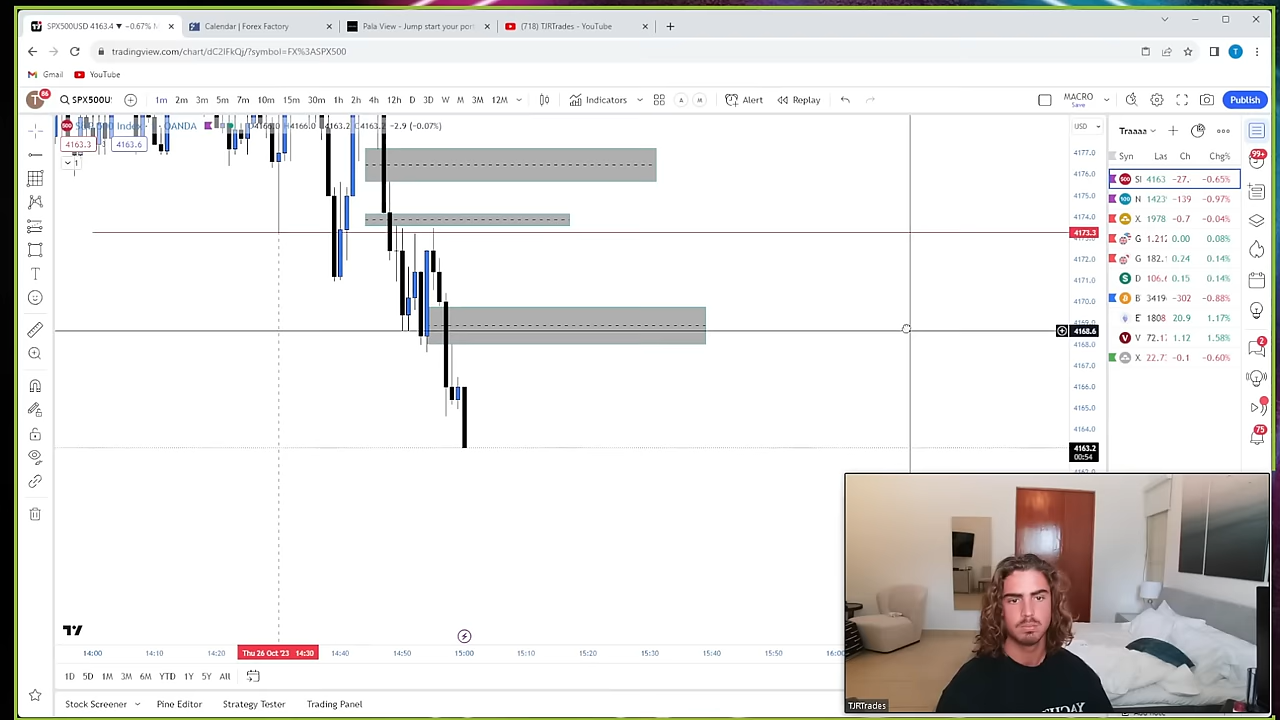 SPX500USD 4163.4 ▼ −0.67% M
Calendar | Forex Factory
Pala View - Jump start your por
(718) TJRTrades - YouTube
tradingview.com/chart/dC2IFkQj/?symbol=FX%3ASPX500
T
Gmail
YouTube
T
86
SPX500U
1m 2m 3m 5m 7m 10m 15m 30m 1h 2h 4h 12h D 3D W M 3M 12M
Indicators
A
M
Alert
Replay
MACRO
Save
Publish
500
OANDA
−2.9 (−0.07%)
4163.3
4163.6
1
USD
4177.0
4176.0
4174.0
4173.3
4172.0
4171.0
4170.0
4168.6
4168.0
4167.0
4166.0
4165.0
4164.0
4163.2
00:54
Traaaa
Syn Las Ch Chg%
4163 -27. -0.65%
N 1423 -139 -0.97%
X 1978 -0.7 -0.04%
G 1.212 0.00 0.08%
G 182. 0.24 0.14%
D 106.6 0.15 0.14%
B 3419 -302 -0.88%
E 1808 20.9 1.17%
V 72.1 1.12 1.58%
X 22.7 -0.1 -0.60%
99+
2
75
14:00 14:10 14:20 Thu 26 Oct '23 14:30 14:40 14:50 15:00 15:10 15:20 15:30 15:40 15:50 16:00
1D 5D 1M 3M 6M YTD 1Y 5Y All
Stock Screener
Pine Editor
Strategy Tester
Trading Panel
TJRTrades